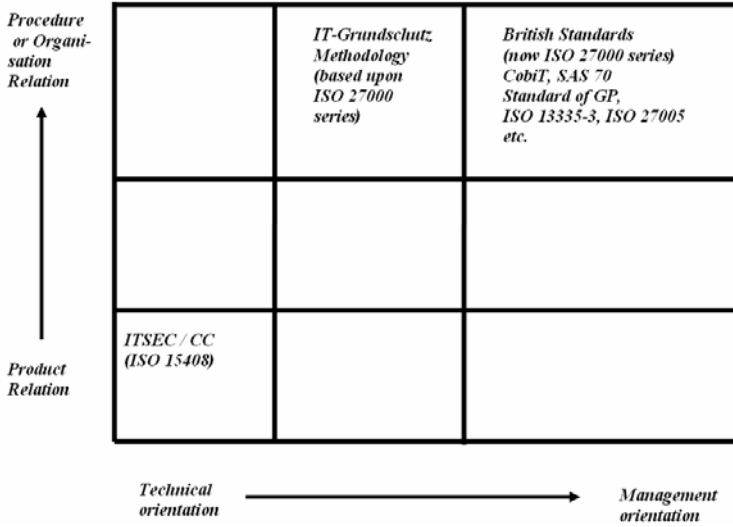 Procedure
or Organi-
sation
Relation
IT-Grundschutz
Methodology
(based upon
ISO 27000
series)
British Standards
(now ISO 27000 series)
CobiT, SAS 70
Standard of GP,
ISO 13335-3, ISO 27005
etc.
Product
Relation
ITSEC / CC
(ISO 15408)
Technical
orientation
Management
orientation